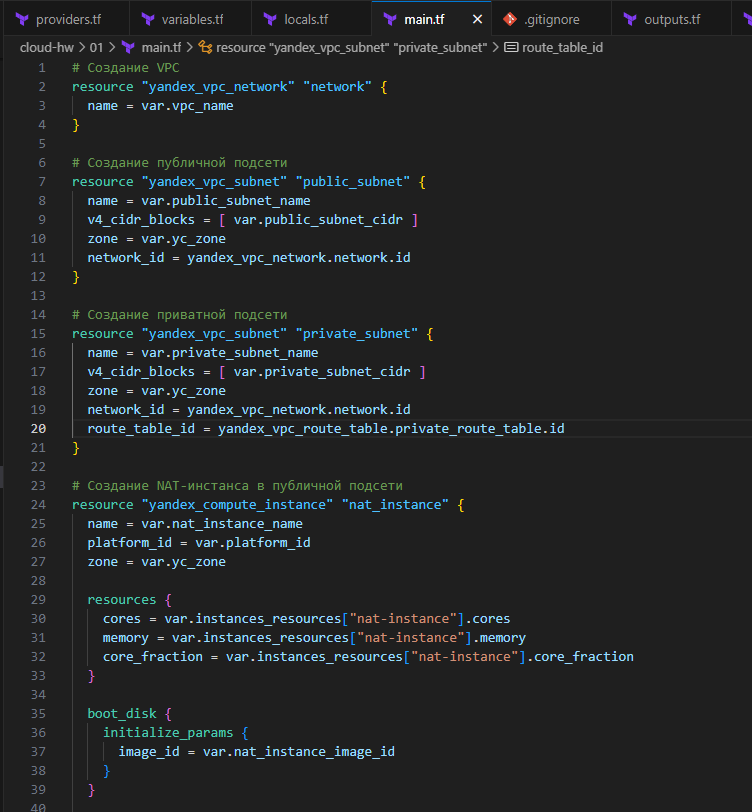 providers.tf variables.tf locals.tf main.tf × .gitignore outputs.tf
cloud-hw > 01 > main.tf > resource "yandex_vpc_subnet" "private_subnet" > route_table_id
1 # Создание VPC
2 resource "yandex_vpc_network" "network" {
3 name = var.vpc_name
4 }
5
6 # Создание публичной подсети
7 resource "yandex_vpc_subnet" "public_subnet" {
8 name = var.public_subnet_name
9 v4_cidr_blocks = [ var.public_subnet_cidr ]
10 zone = var.yc_zone
11 network_id = yandex_vpc_network.network.id
12 }
13
14 # Создание приватной подсети
15 resource "yandex_vpc_subnet" "private_subnet" {
16 name = var.private_subnet_name
17 v4_cidr_blocks = [ var.private_subnet_cidr ]
18 zone = var.yc_zone
19 network_id = yandex_vpc_network.network.id
20 route_table_id = yandex_vpc_route_table.private_route_table.id
21 }
22
23 # Создание NAT-инстанса в публичной подсети
24 resource "yandex_compute_instance" "nat_instance" {
25 name = var.nat_instance_name
26 platform_id = var.platform_id
27 zone = var.yc_zone
28
29 resources {
30 cores = var.instances_resources["nat-instance"].cores
31 memory = var.instances_resources["nat-instance"].memory
32 core_fraction = var.instances_resources["nat-instance"].core_fraction
33 }
34
35 boot_disk {
36 initialize_params {
37 image_id = var.nat_instance_image_id
38 }
39 }
40